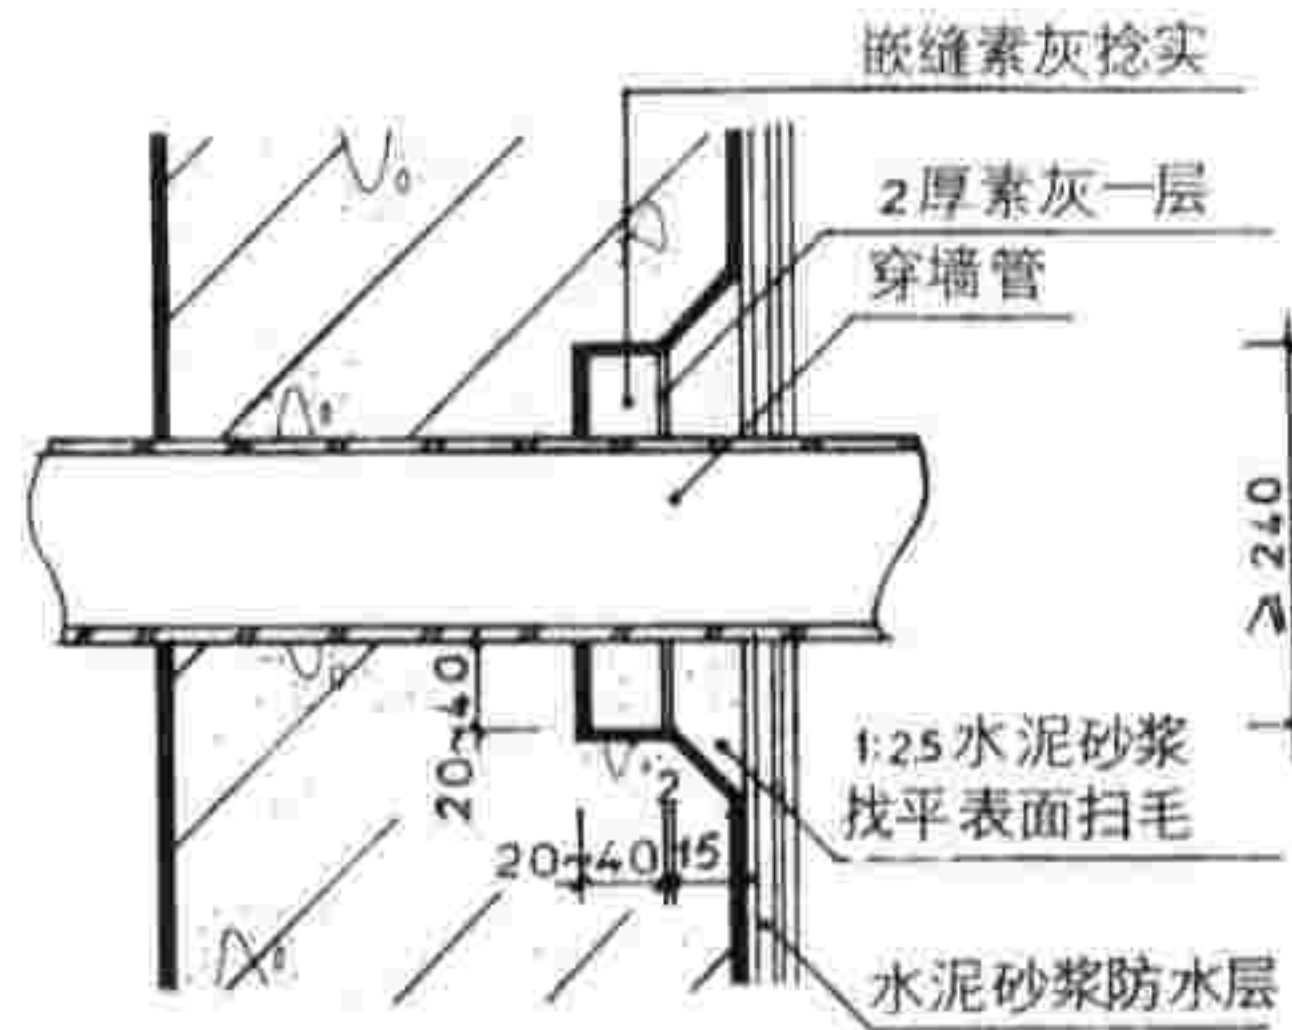 嵌缝素灰捻实
2厚素灰一层
穿墙管
≥240
20~40
1:2.5水泥砂浆
找平表面扫毛
2
20~40 15
水泥砂浆防水层